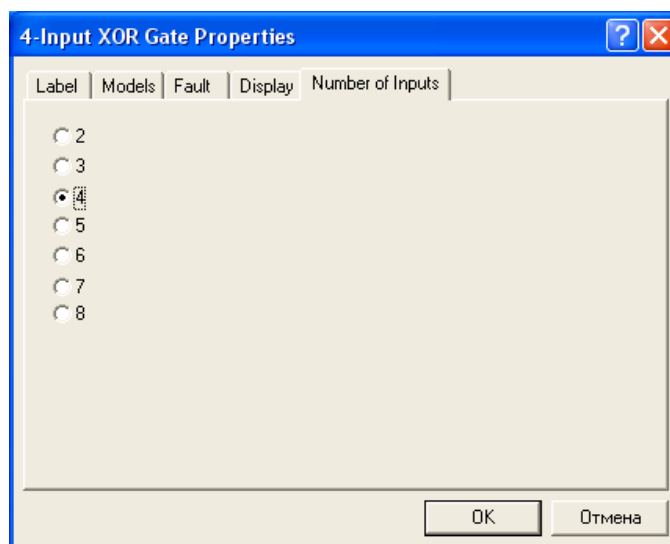 4-Input XOR Gate Properties ?
Label Models Fault Display Number of Inputs
2
3
4
5
6
7
8
OK Отмена